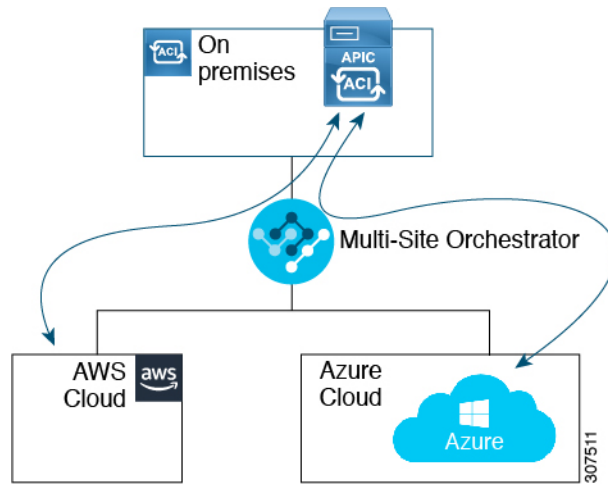 ACI
On
premises
APIC
ACI
Multi-Site Orchestrator
AWS
Cloud
aws
Azure
Cloud
Azure
307511